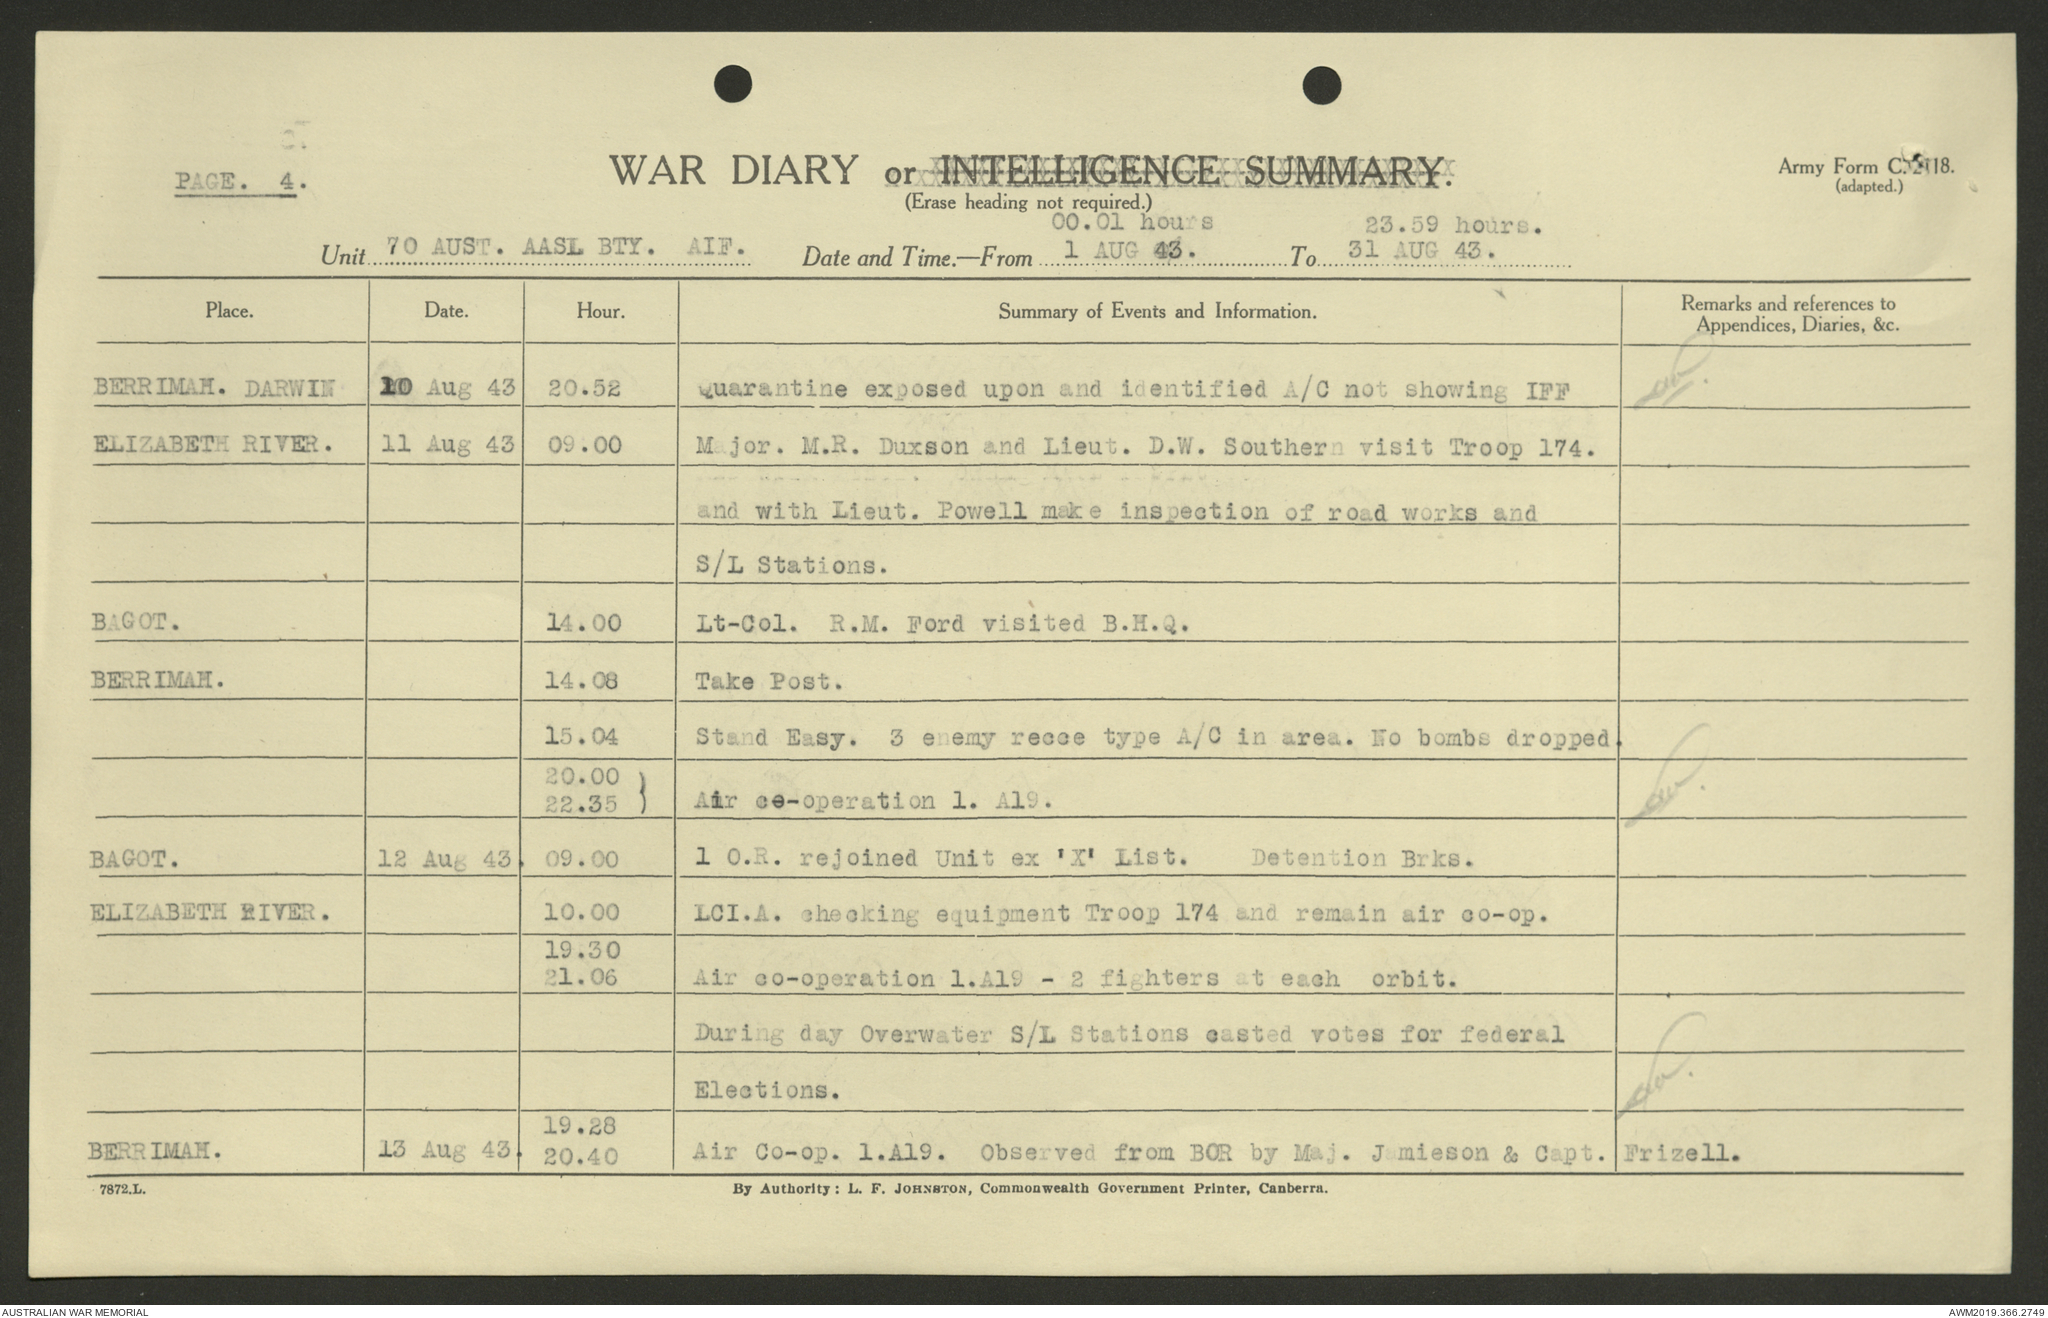 PAGE. 4.
WAR DIARY or INTELLIGENCE SUMMARY.
(Erase heading not required.)
Army Form C. 2118.
(adapted.)
00.01 hours 23.59 hours.
Unit 70 AUST. AASL BTY. AIF. Date and Time.—From 1 AUG 43. To 31 AUG 43.
Place. Date. Hour. Summary of Events and Information. Remarks and references to
Appendices, Diaries, &c.
BERRIMAH. DARWIN 10 Aug 43 20.52 Quarantine exposed upon and identified A/C not showing IFF
ELIZABETH RIVER. 11 Aug 43 09.00 Major. M.R. Duxson and Lieut. D.W. Southern visit Troop 174.
and with Lieut. Powell make inspection of road works and
S/L Stations.
BAGOT. 14.00 Lt-Col. R.M. Ford visited B.H.Q.
BERRIMAH. 14.08 Take Post.
15.04 Stand Easy. 3 enemy recce type A/C in area. No bombs dropped.
20.00
22.35 } Air co-operation 1. A19.
BAGOT. 12 Aug 43. 09.00 1 O.R. rejoined Unit ex 'X' List. Detention Brks.
ELIZABETH RIVER. 10.00 LCI.A. checking equipment Troop 174 and remain air co-op.
19.30
21.06 Air co-operation 1.A19 - 2 fighters at each orbit.
During day Overwater S/L Stations casted votes for federal
Elections.
19.28
BERRIMAH. 13 Aug 43. 20.40 Air Co-op. 1.A19. Observed from BOR by Maj. Jamieson & Capt. Frizell.
7872.L. By Authority: L. F. JOHNSTON, Commonwealth Government Printer, Canberra.
AUSTRALIAN WAR MEMORIAL AWM2019.366.2749